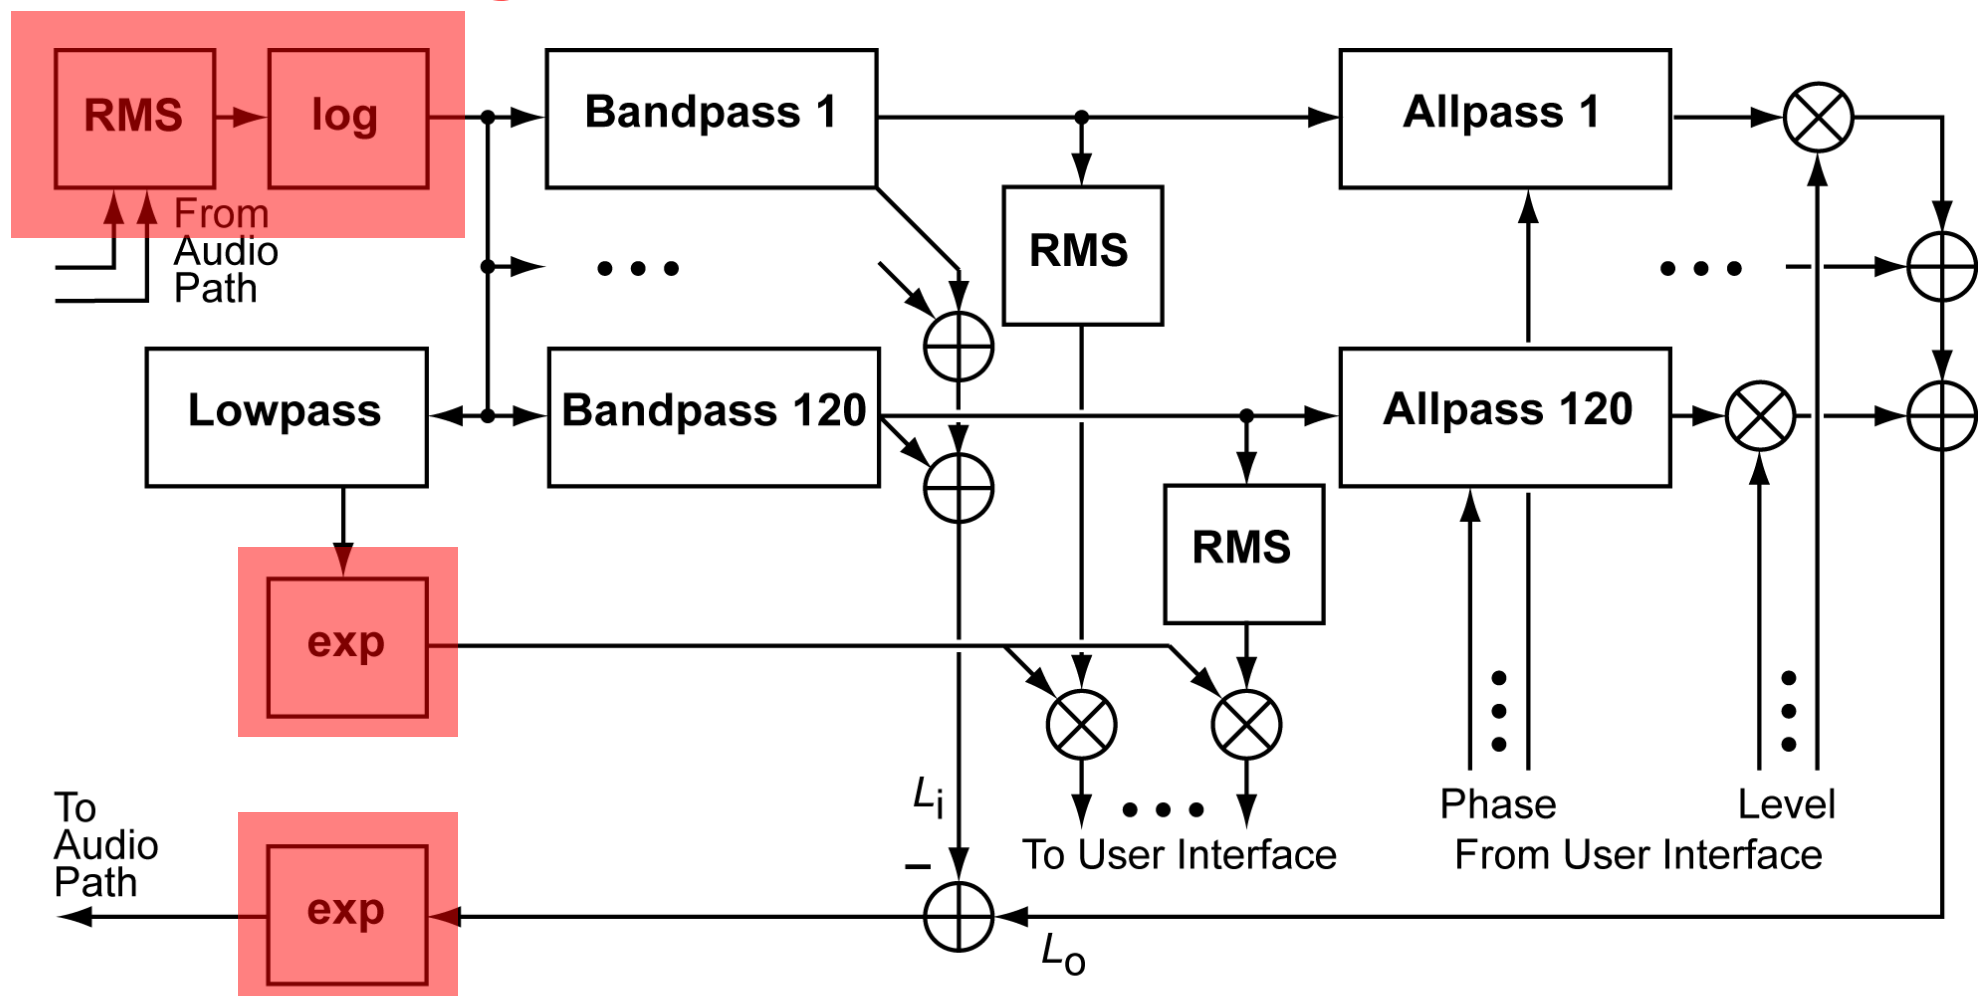 RMS
log
Bandpass 1
Allpass 1
From
Audio
Path
RMS
Lowpass
Bandpass 120
Allpass 120
RMS
exp
Li
Phase
Level
To User Interface
From User Interface
To
Audio
Path
–
exp
Lo